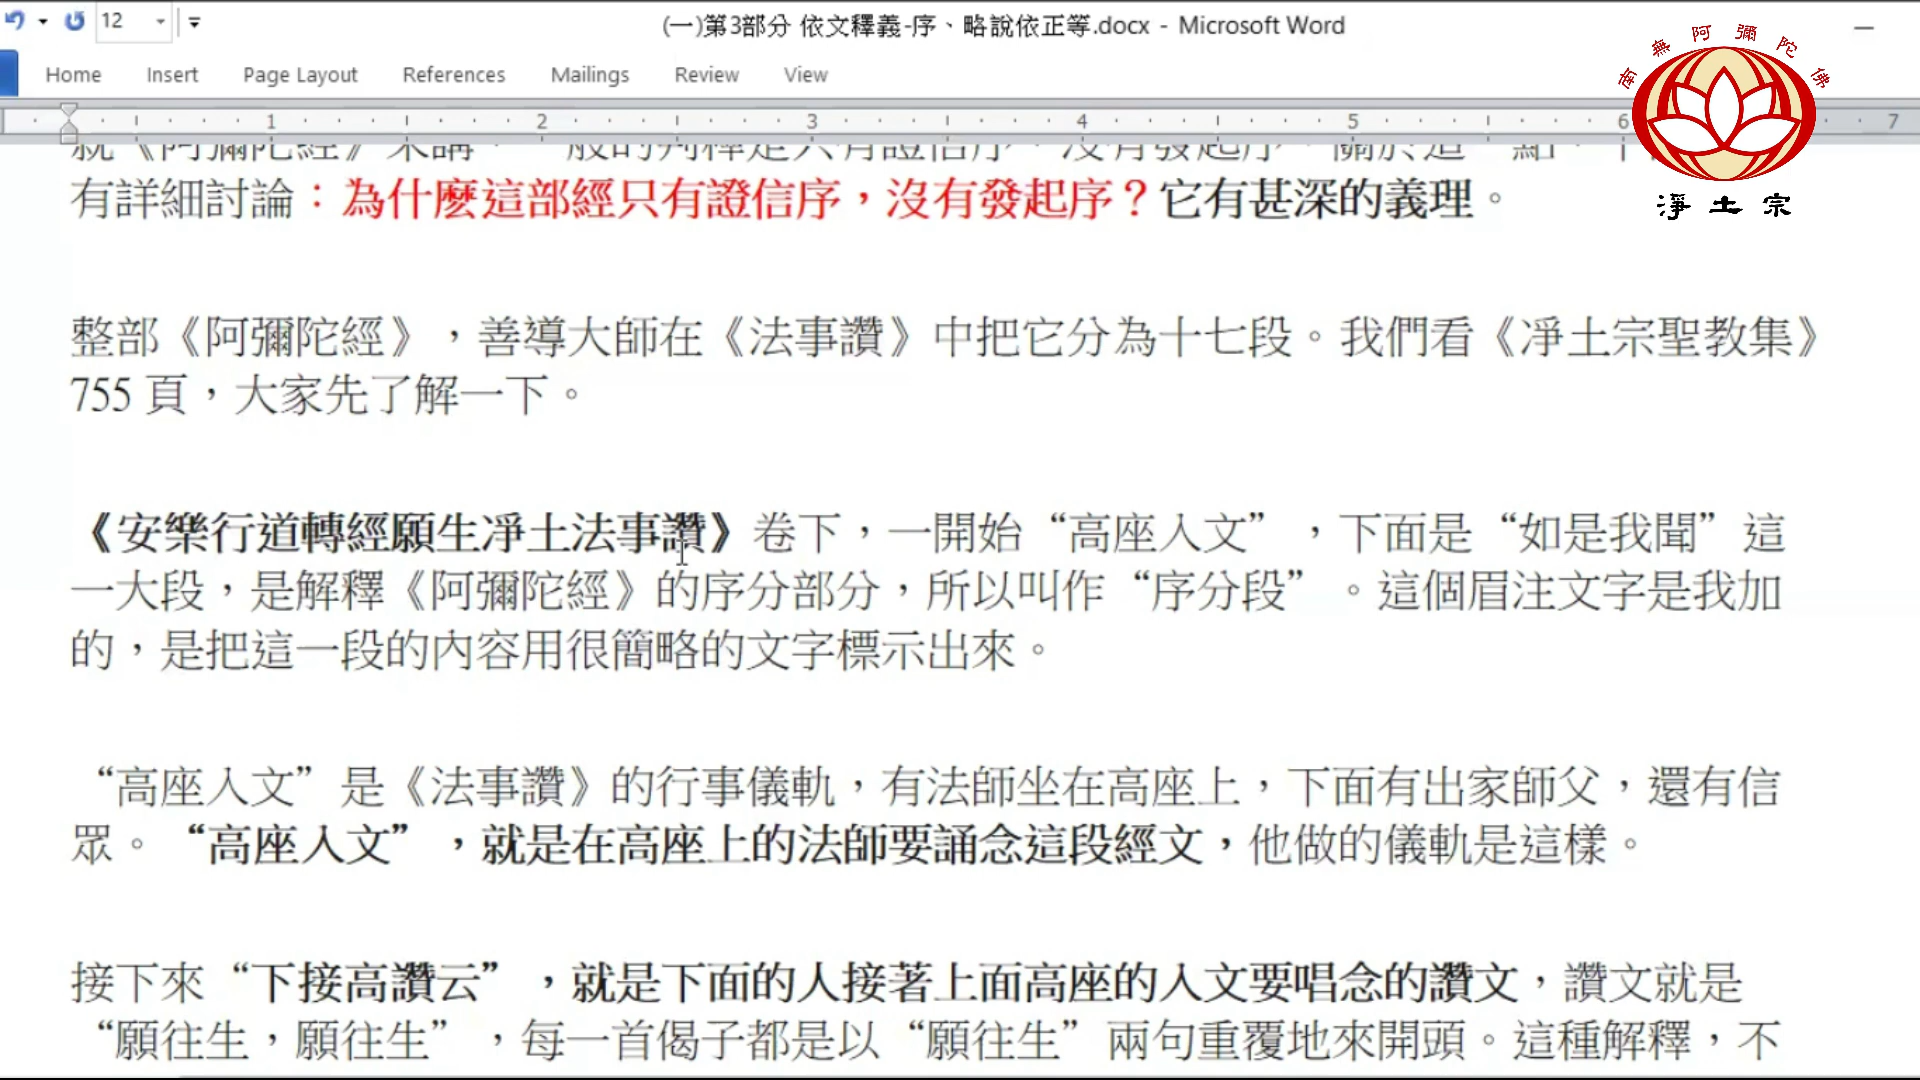 12
(一)第3部分 依文釋義-序、略說依正等.docx - Microsoft Word
Home Insert Page Layout References Mailings Review View
1 2 3 4 5 6 7
南無阿彌陀佛
淨土宗
有詳細討論：為什麼這部經只有證信序，沒有發起序？它有甚深的義理。
整部《阿彌陀經》，善導大師在《法事讚》中把它分為十七段。我們看《淨土宗聖教集》
755 頁，大家先了解一下。
《安樂行道轉經願生淨土法事讚》卷下，一開始“高座入文”，下面是“如是我聞”這
一大段，是解釋《阿彌陀經》的序分部分，所以叫作“序分段”。這個眉注文字是我加
的，是把這一段的內容用很簡略的文字標示出來。
“高座入文”是《法事讚》的行事儀軌，有法師坐在高座上，下面有出家師父，還有信
眾。“高座入文”，就是在高座上的法師要誦念這段經文，他做的儀軌是這樣。
接下來“下接高讚云”，就是下面的人接著上面高座的入文要唱念的讚文，讚文就是
“願往生，願往生”，每一首偈子都是以“願往生”兩句重覆地來開頭。這種解釋，不